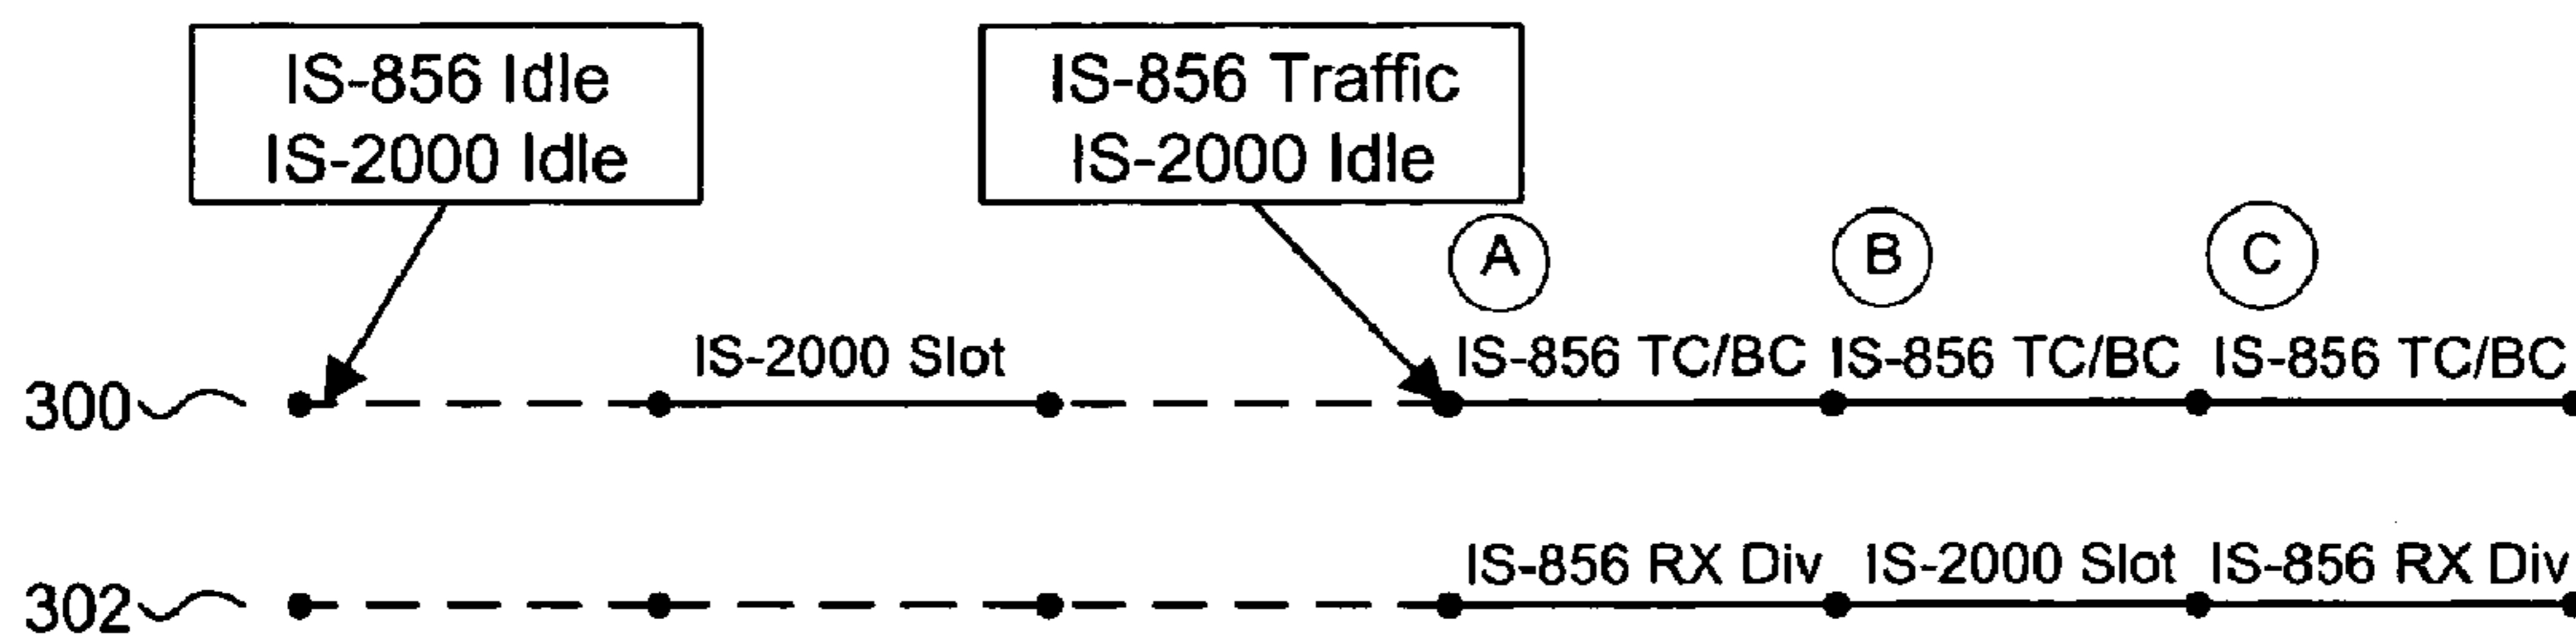 IS-856 Idle
IS-2000 Idle
IS-856 Traffic
IS-2000 Idle
A
B
C
IS-2000 Slot
IS-856 TC/BC
IS-856 TC/BC
IS-856 TC/BC
300
IS-856 RX Div
IS-2000 Slot
IS-856 RX Div
302